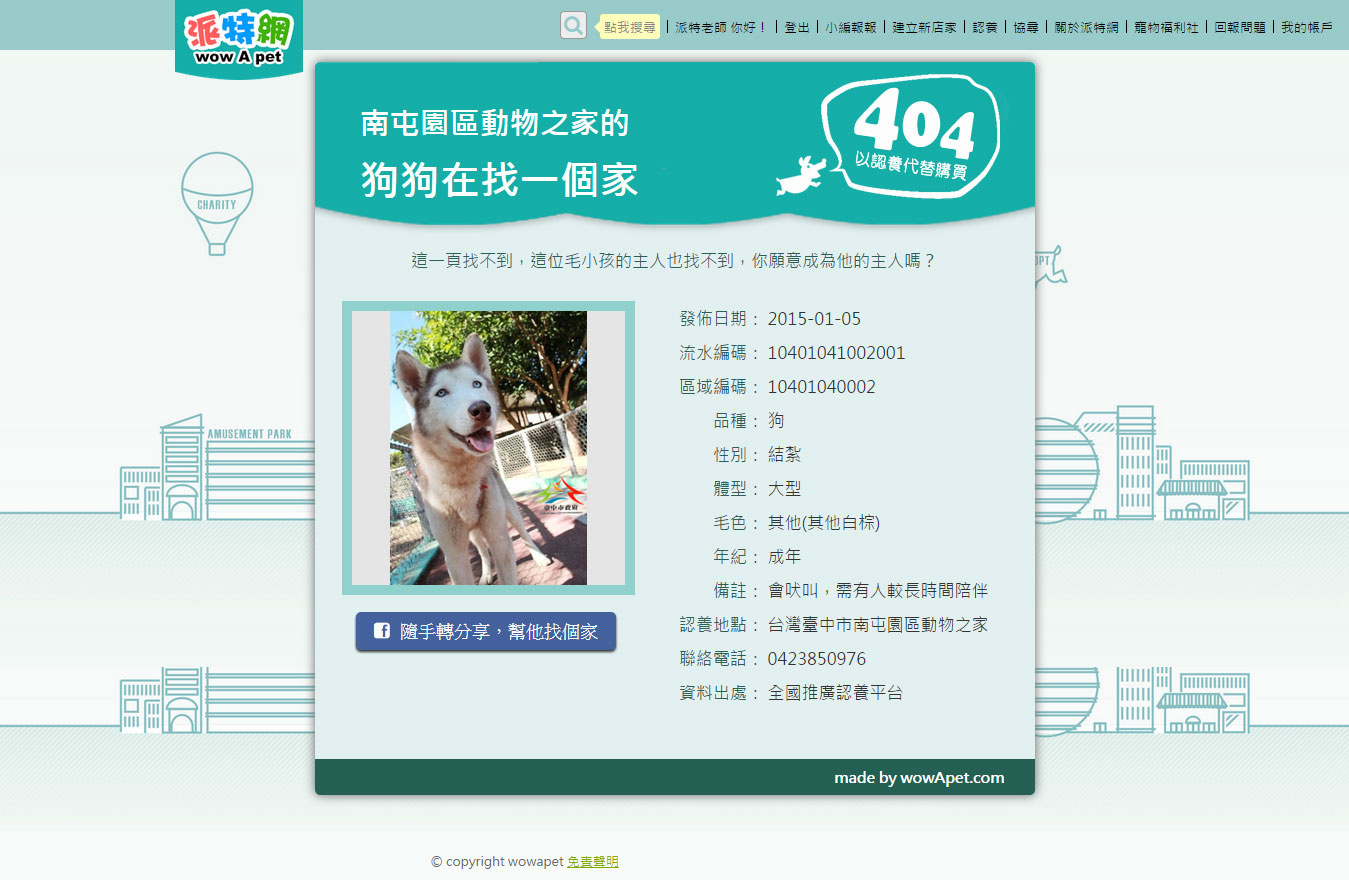 派特網
wow A pet
點我搜尋
派特老師 你好！ | 登出 | 小編報報 | 建立新店家 | 認養 | 協尋 | 關於派特網 | 寵物福利社 | 回報問題 | 我的帳戶
南屯園區動物之家的
狗狗在找一個家
404
以認養代替購買
CHARITY
OPT
這一頁找不到，這位毛小孩的主人也找不到，你願意成為他的主人嗎？
發佈日期： 2015-01-05
流水編碼： 10401041002001
區域編碼： 10401040002
品種： 狗
性別： 結紮
體型： 大型
毛色： 其他(其他白棕)
年紀： 成年
備註： 會吠叫，需有人較長時間陪伴
認養地點： 台灣臺中市南屯園區動物之家
聯絡電話： 0423850976
資料出處： 全國推廣認養平台
臺中市政府
AMUSEMENT PARK
隨手轉分享，幫他找個家
made by wowApet.com
© copyright wowapet 免責聲明